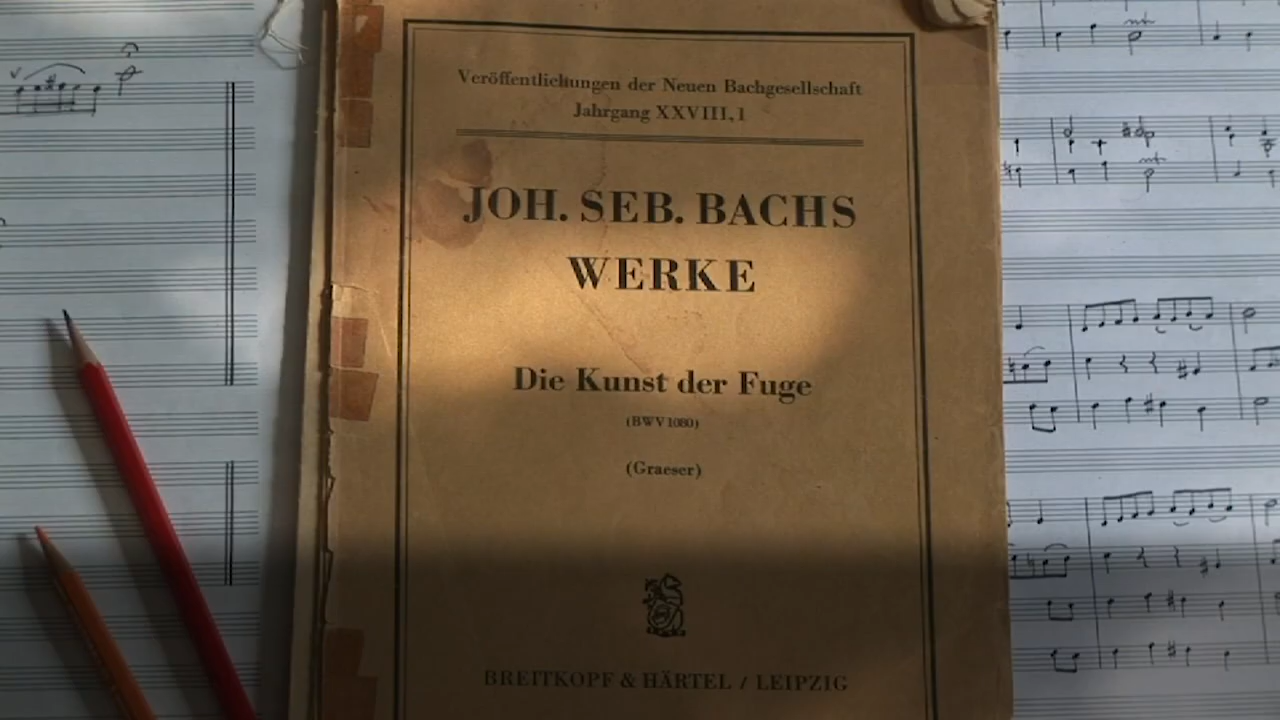 Veröffentlichungen der Neuen Bachgesellschaft
Jahrgang XXVIII, 1
JOH. SEB. BACHS
WERKE
Die Kunst der Fuge
(BWV 1080)
(Graeser)
BREITKOPF & HÄRTEL / LEIPZIG